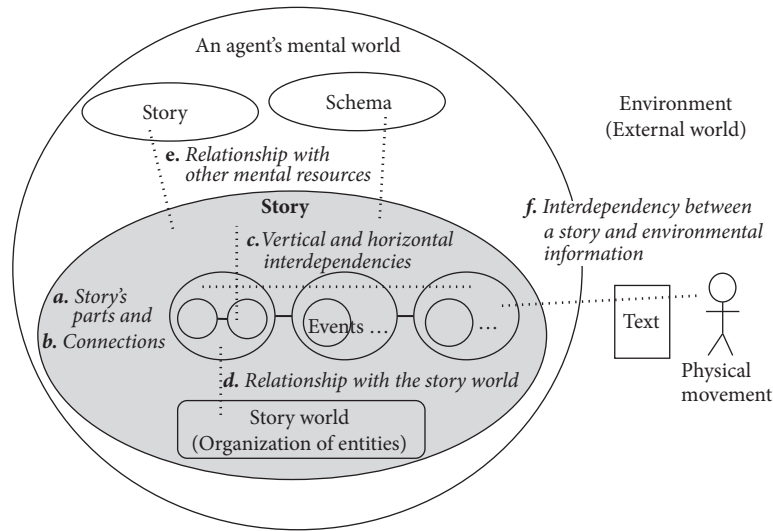 An agent's mental world
Story
Schema
Environment
(External world)
e. Relationship with
other mental resources
Story
f. Interdependency between
a story and environmental
information
c. Vertical and horizontal
interdependencies
a. Story's
parts and
b. Connections
Events ...
...
Text
d. Relationship with the story world
Physical
movement
Story world
(Organization of entities)